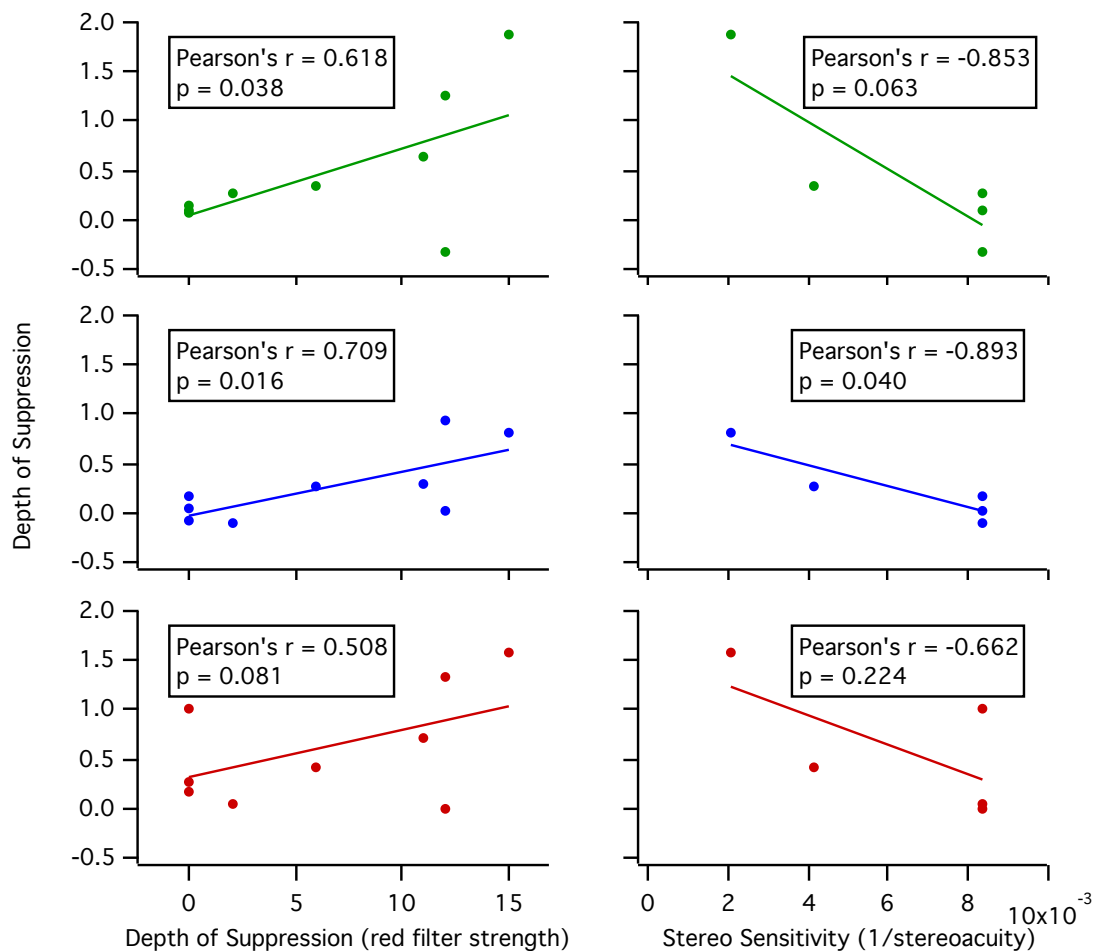 2.0
1.5
1.0
0.5
0.0
-0.5
Pearson's r = 0.618
p = 0.038
Pearson's r = -0.853
p = 0.063
2.0
1.5
1.0
0.5
0.0
-0.5
Pearson's r = 0.709
p = 0.016
Pearson's r = -0.893
p = 0.040
Depth of Suppression
2.0
1.5
1.0
0.5
0.0
-0.5
Pearson's r = 0.508
p = 0.081
Pearson's r = -0.662
p = 0.224
0 5 10 15
Depth of Suppression (red filter strength)
0 2 4 6 8 10x10⁻³
Stereo Sensitivity (1/stereoacuity)